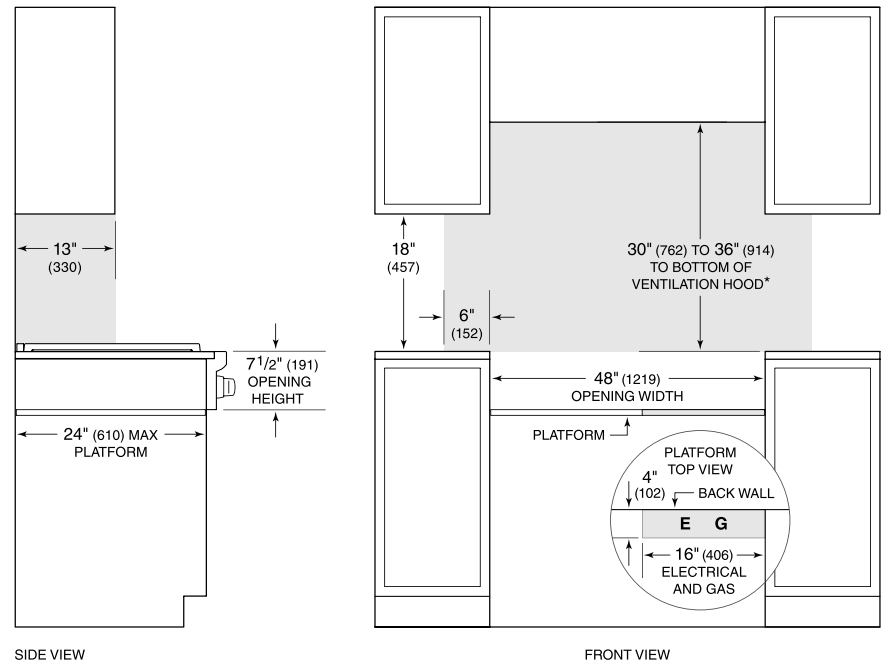 13"
(330)
7 1/2" (191)
OPENING
HEIGHT
24" (610) MAX
PLATFORM
SIDE VIEW
18"
(457)
6"
(152)
30" (762) TO 36" (914)
TO BOTTOM OF
VENTILATION HOOD*
48" (1219)
OPENING WIDTH
PLATFORM
PLATFORM
TOP VIEW
4"
(102)
BACK WALL
E G
16" (406)
ELECTRICAL
AND GAS
FRONT VIEW